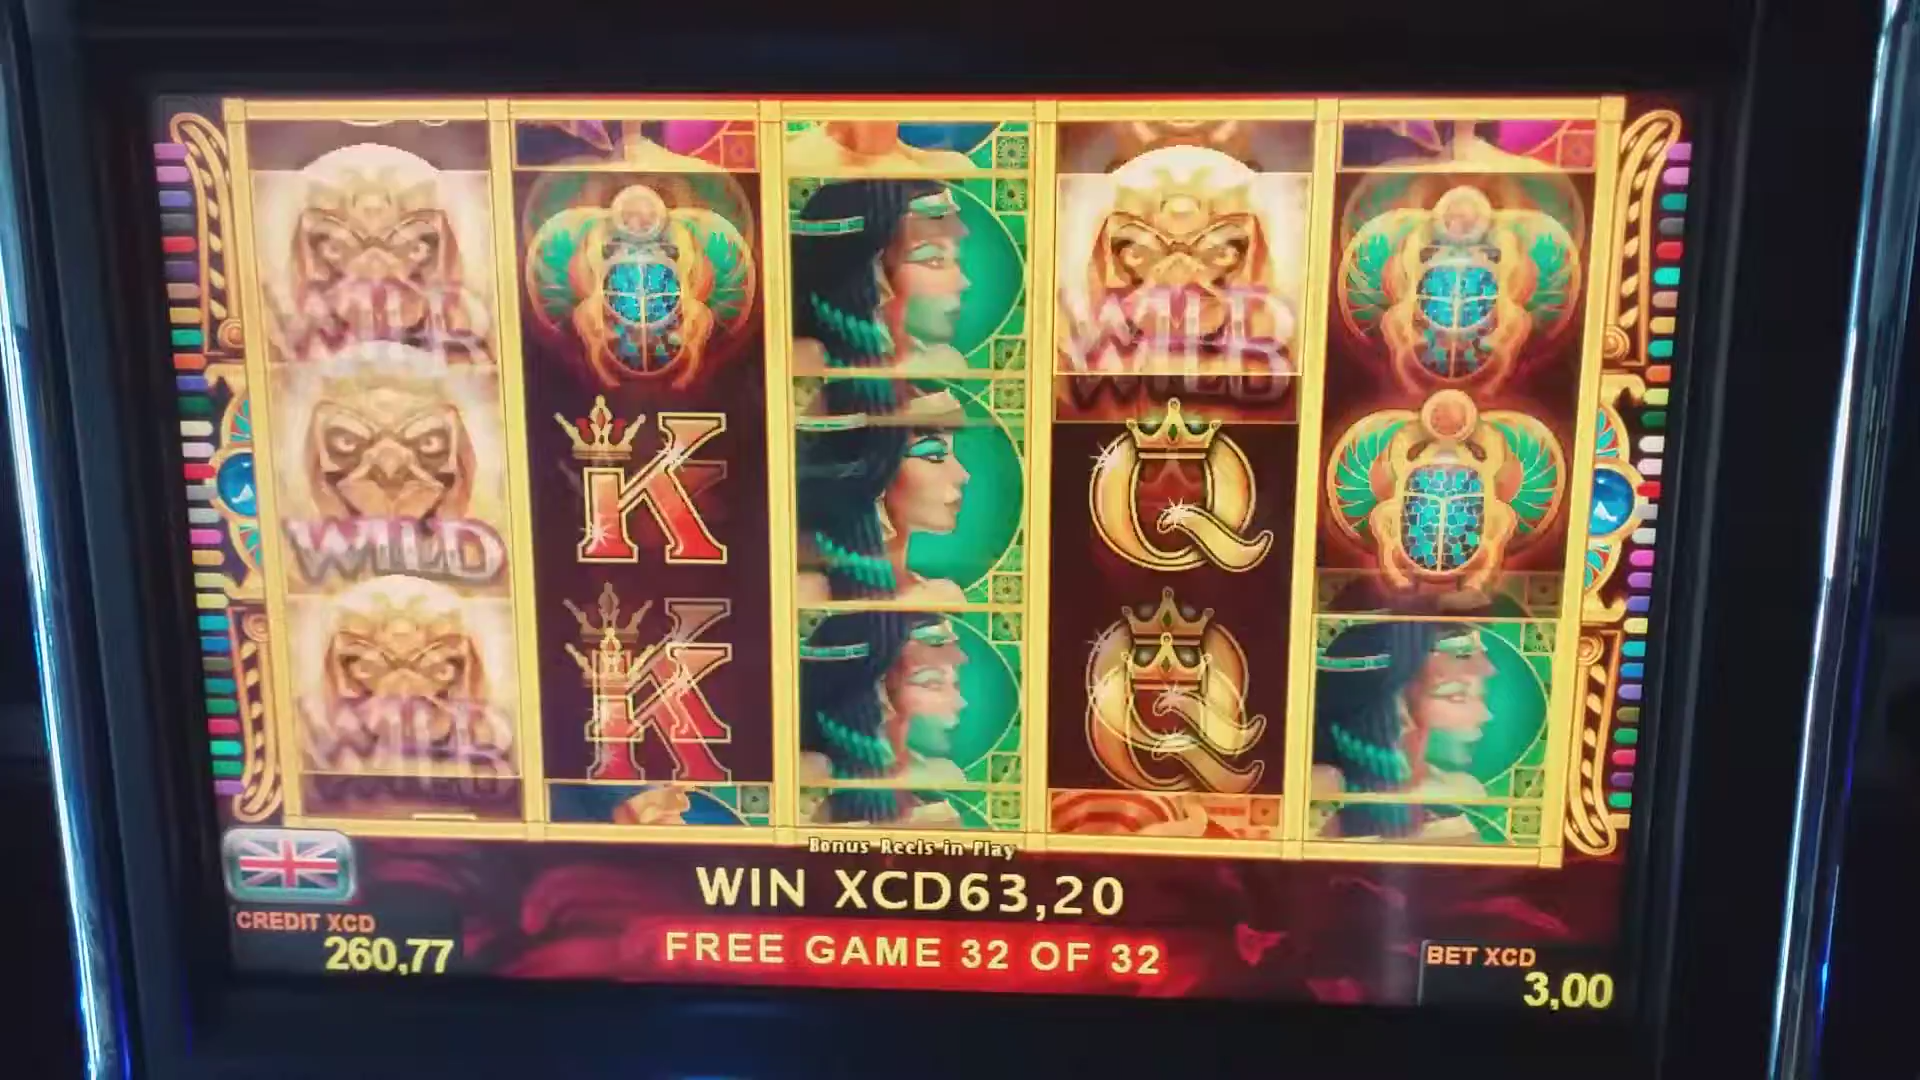 WILD
WILD
WILD
WILD
K
Q
K
Q
Bonus Reels in Play
WIN XCD63,20
CREDIT XCD
260,77
FREE GAME 32 OF 32
BET XCD
3,00